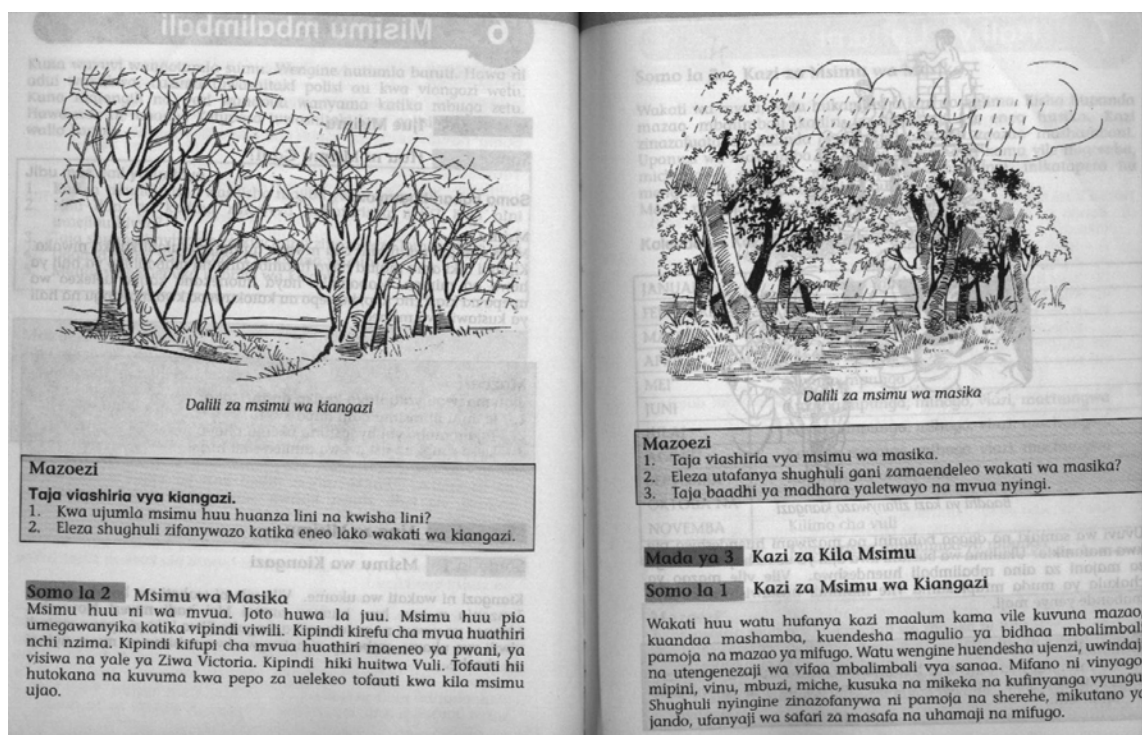 Dalili za msimu wa kiangazi
Mazoezi
Taja viashiria vya kiangazi.
1. Kwa ujumla msimu huu huanza lini na kwisha lini?
2. Eleza shughuli zifanywazo katika eneo lako wakati wa kiangazi.
Somo la 2 Msimu wa Masika
Msimu huu ni wa mvua. Joto huwa la juu. Msimu huu pia
umegawanyika katika vipindi viwili. Kipindi kirefu cha mvua huathiri
nchi nzima. Kipindi kifupi cha mvua huathiri maeneo ya pwani, ya
visiwa na yale ya Ziwa Victoria. Kipindi hiki huitwa Vuli. Tofauti hii
hutokana na kuvuma kwa pepo za uelekeo tofauti kwa kila msimu
ujao.
Dalili za msimu wa masika
Mazoezi
1. Taja viashiria vya msimu wa masika.
2. Eleza utafanya shughuli gani zamaendeleo wakati wa masika?
3. Taja baadhi ya madhara yaletwayo na mvua nyingi.
Mada ya 3 Kazi za Kila Msimu
Somo la 1 Kazi za Msimu wa Kiangazi
Wakati huu watu hufanya kazi maalum kama vile kuvuna mazao,
kuandaa mashamba, kuendesha magulio ya bidhaa mbalimbali
pamoja na mazao ya mifugo. Watu wengine huendesha ujenzi, uwindaji
na utengenezaji wa vifaa mbalimbali vya sanaa. Mifano ni vinyago,
mipini, vinu, mbuzi, miche, kusuka na mikeka na kufinyanga vyungu.
Shughuli nyingine zinazofanywa ni pamoja na sherehe, mikutano ya
jando, ufanyaji wa safari za masafa na uhamaji na mifugo.